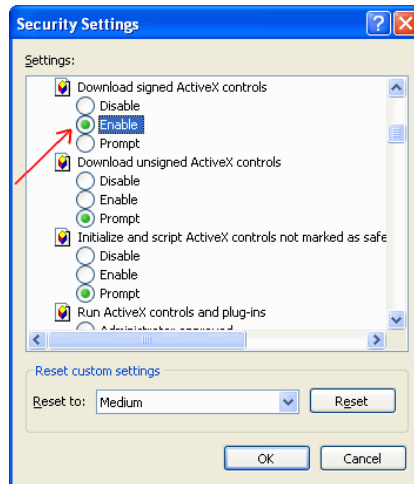 Security Settings
Settings:
Download signed ActiveX controls
Disable
Enable
Prompt
Download unsigned ActiveX controls
Disable
Enable
Prompt
Initialize and script ActiveX controls not marked as safe
Disable
Enable
Prompt
Run ActiveX controls and plug-ins
Administrator approved
Reset custom settings
Reset to: Medium Reset
OK Cancel